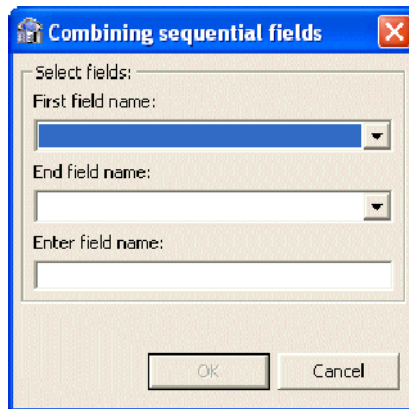 Combining sequential fields
Select fields:
First field name:
End field name:
Enter field name:
OK
Cancel